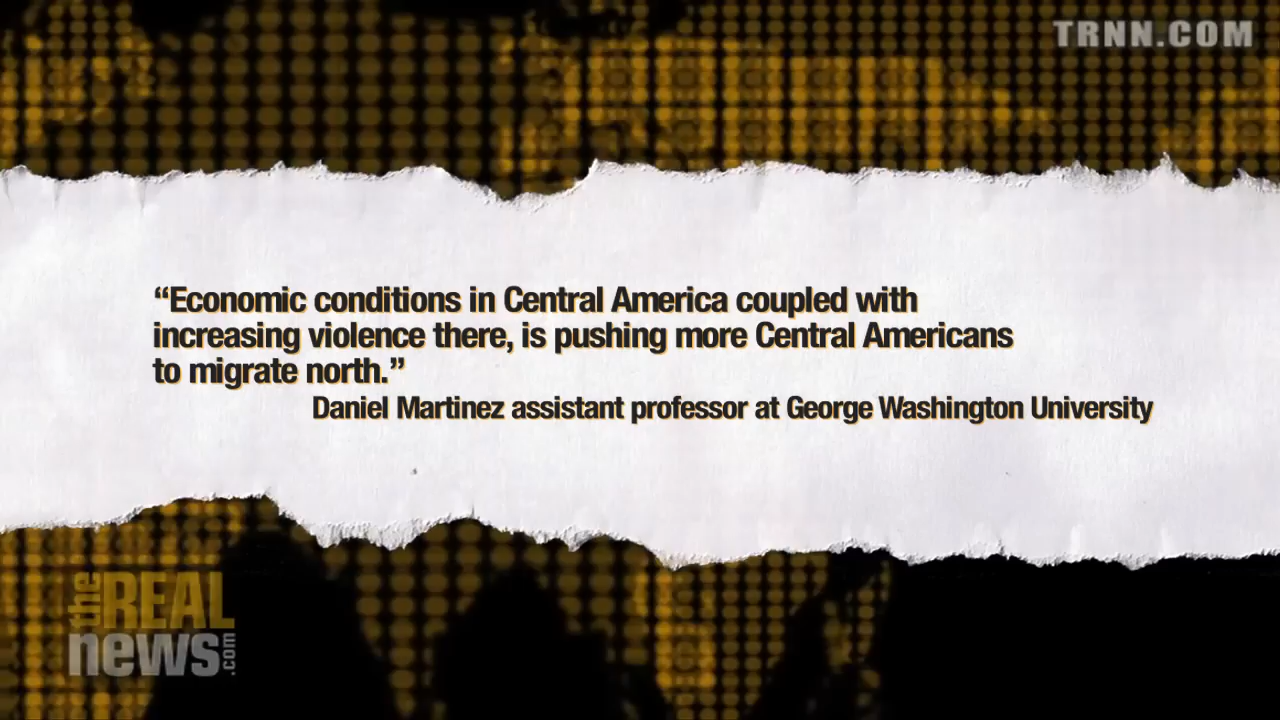 TRNN.COM
“Economic conditions in Central America coupled with
increasing violence there, is pushing more Central Americans
to migrate north.”
Daniel Martinez assistant professor at George Washington University
the REAL
news.com